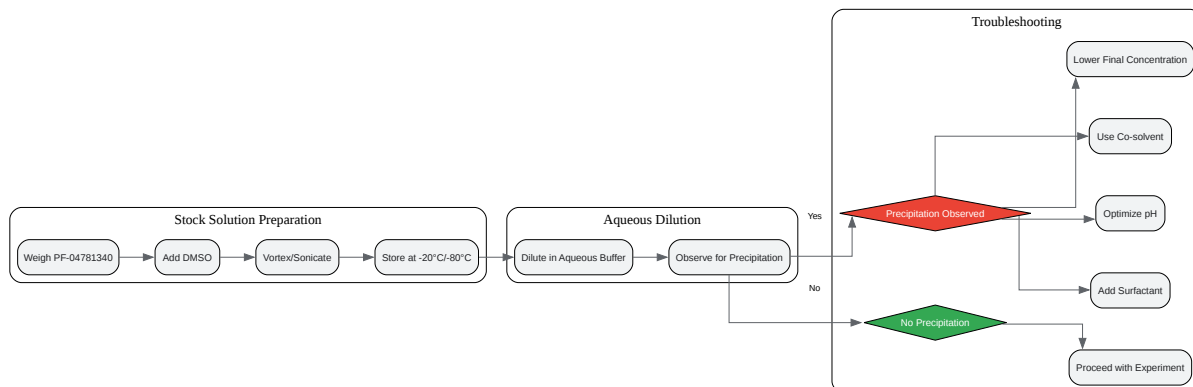 Troubleshooting
Lower Final Concentration
Use Co-solvent
Stock Solution Preparation
Aqueous Dilution
Yes
Precipitation Observed
Optimize pH
Weigh PF-04781340
Add DMSO
Vortex/Sonicate
Store at -20°C/-80°C
Dilute in Aqueous Buffer
Observe for Precipitation
No
Add Surfactant
No Precipitation
Proceed with Experiment